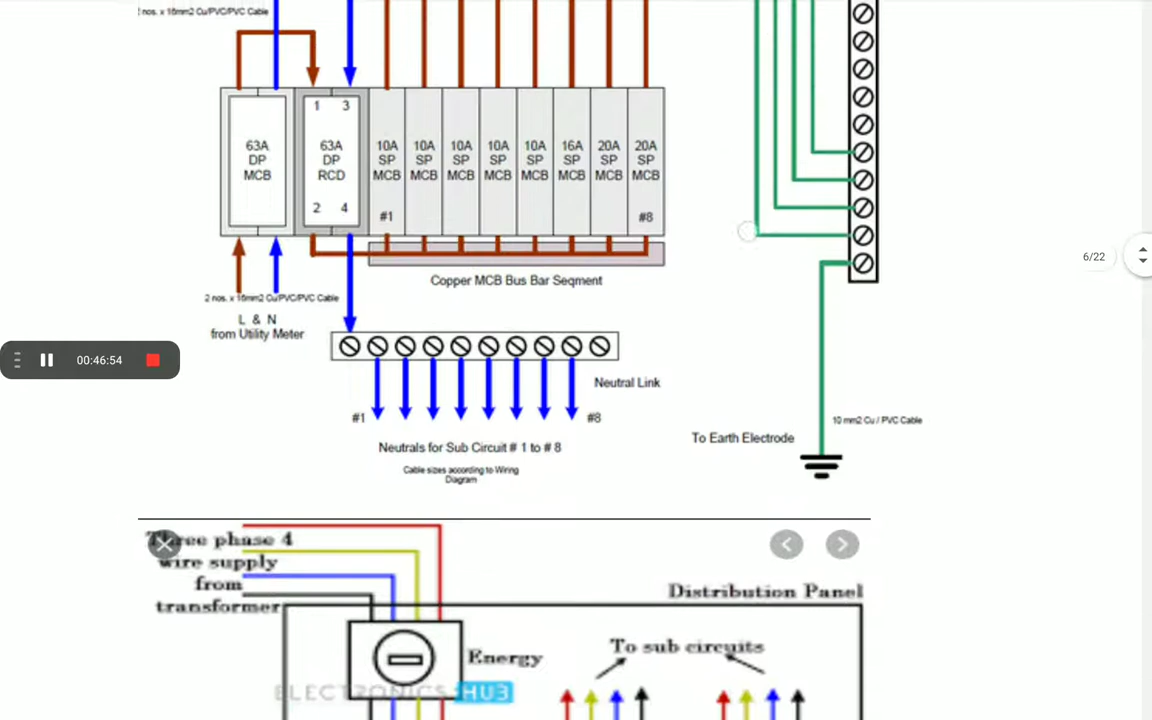 2 nos. x 16mm2 Cu/PVC/PVC Cable
1 3
63A DP MCB
63A DP RCD
10A SP MCB
10A SP MCB
10A SP MCB
10A SP MCB
10A SP MCB
16A SP MCB
20A SP MCB
20A SP MCB
2 4
#1
#8
Copper MCB Bus Bar Seqment
6/22
2 nos. x 16mm2 Cu/PVC/PVC Cable
L & N
from Utility Meter
00:46:54
Neutral Link
#1
#8
10 mm2 Cu / PVC Cable
To Earth Electrode
Neutrals for Sub Circuit # 1 to # 8
Cable sizes according to Wiring
Diagram
Three phase 4
wire supply
from
transformer
Distribution Panel
To sub circuits
Energy
ELECTRONICS HUB